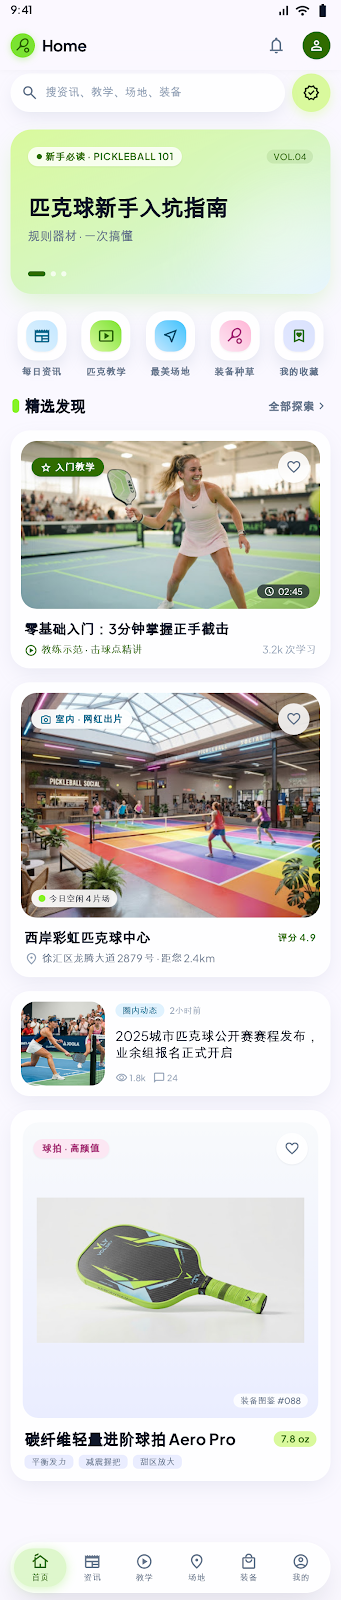 9:41
Home
搜资讯、教学、场地、装备
新手必读 · PICKLEBALL 101
VOL.04
匹克球新手入坑指南
规则器材 · 一次搞懂
每日资讯
匹克教学
最美场地
装备种草
我的收藏
精选发现
全部探索
入门教学
02:45
零基础入门：3分钟掌握正手截击
教练示范 · 击球点精讲
3.2k 次学习
室内 · 网红出片
PICKLEBALL SOCIAL
今日空闲 4 片场
西岸彩虹匹克球中心
评分 4.9
徐汇区龙腾大道 2879 号 · 距您 2.4km
圈内动态
2小时前
2025城市匹克球公开赛赛程发布，
业余组报名正式开启
1.8k
24
JOOLA
球拍 · 高颜值
装备图鉴 #088
碳纤维轻量进阶球拍 Aero Pro
7.8 oz
平衡发力
减震握把
甜区放大
首页
资讯
教学
场地
装备
我的